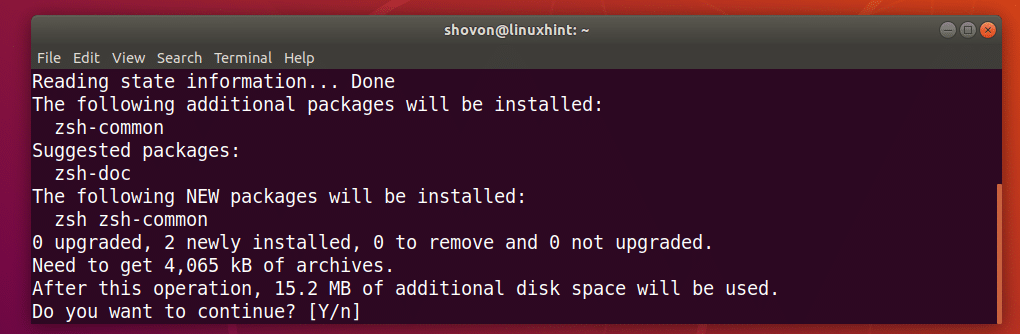 shovon@linuxhint: ~
File Edit View Search Terminal Help
Reading state information... Done
The following additional packages will be installed:
  zsh-common
Suggested packages:
  zsh-doc
The following NEW packages will be installed:
  zsh zsh-common
0 upgraded, 2 newly installed, 0 to remove and 0 not upgraded.
Need to get 4,065 kB of archives.
After this operation, 15.2 MB of additional disk space will be used.
Do you want to continue? [Y/n]